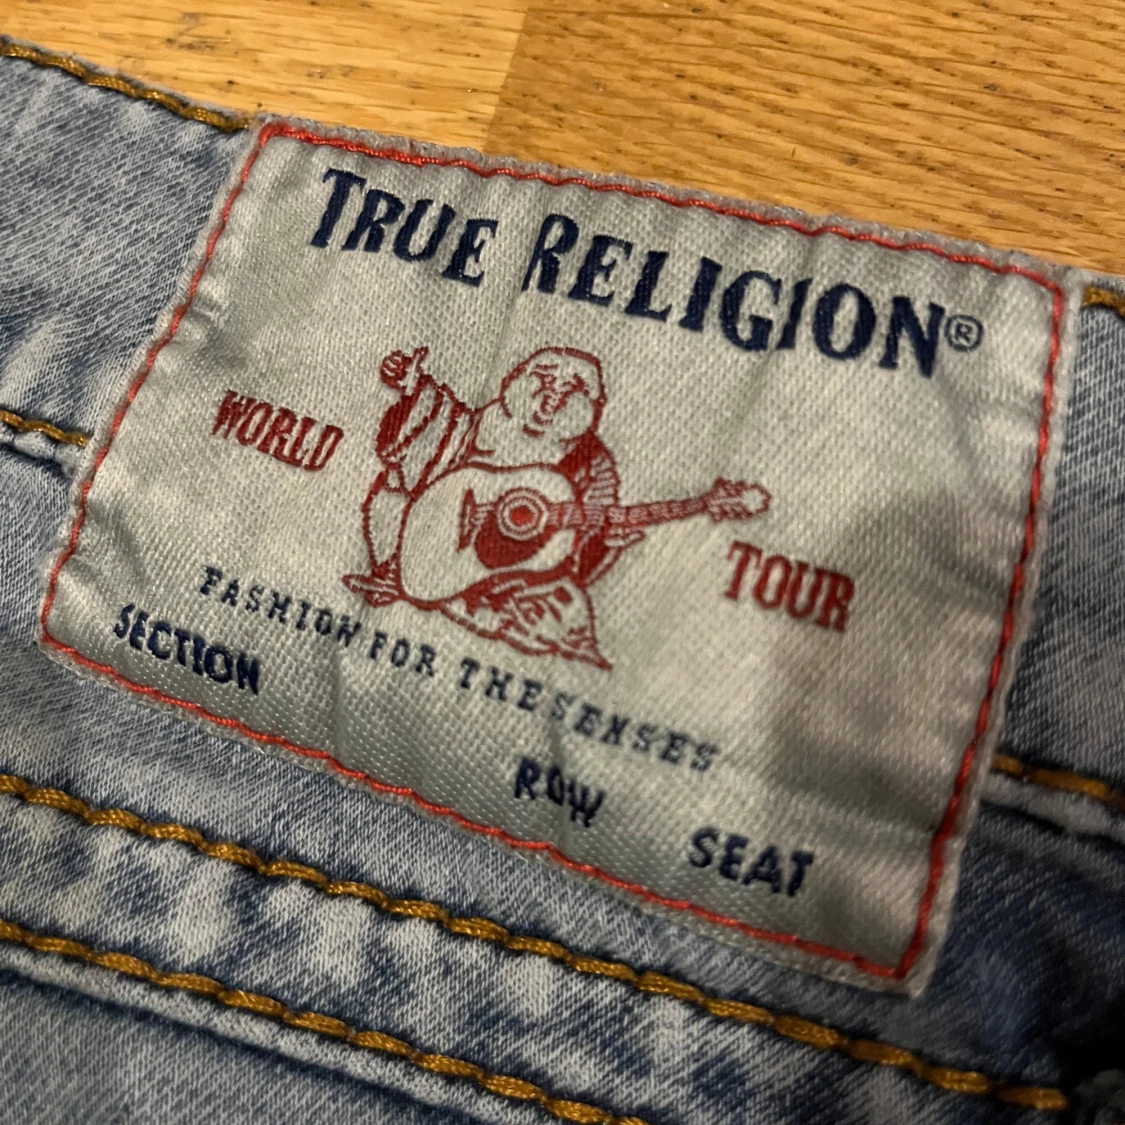 TRUE RELIGION®
WORLD TOUR
FASHION FOR THE SENSES
SECTION ROW SEAT